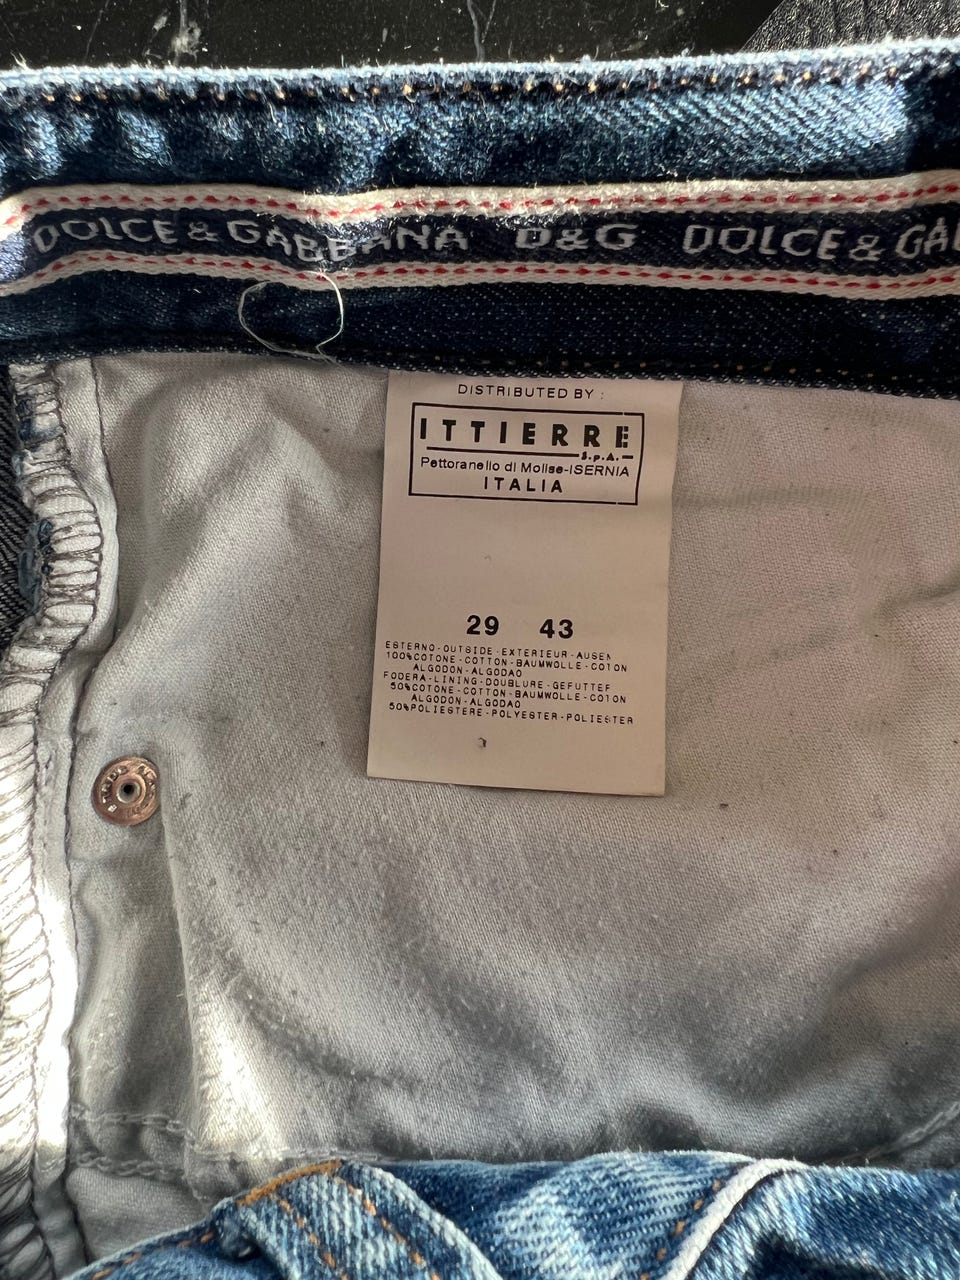 DOLCE & GABBANA D&G DOLCE & GAB
DISTRIBUTED BY :
ITTIERRE
S.p.A.
Pettoranello di Molise-ISERNIA
ITALIA
29 43
ESTERNO-OUTSIDE-EXTERIEUR-AUSEN
100%COTONE-COTTON-BAUMWOLLE-COTON
ALGODON-ALGODAO
FODERA-LINING-DOUBLURE-GEFUTTEF
50%COTONE-COTTON-BAUMWOLLE-COTON
ALGODON-ALGODAO
50%POLIESTERE-POLYESTER-POLIESTER